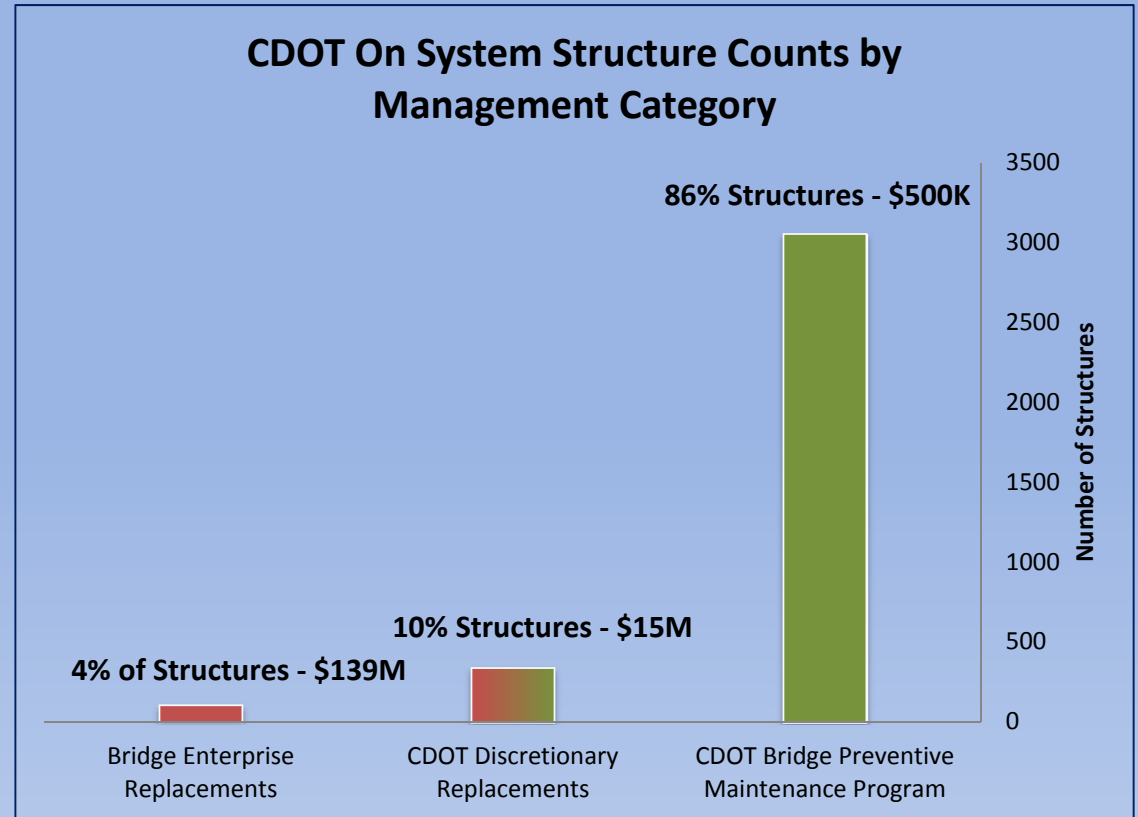 CDOT On System Structure Counts by
Management Category
86% Structures - $500K
10% Structures - $15M
4% of Structures - $139M
3500
3000
2500
2000
1500
1000
500
0
Number of Structures
Bridge Enterprise
Replacements
CDOT Discretionary
Replacements
CDOT Bridge Preventive
Maintenance Program